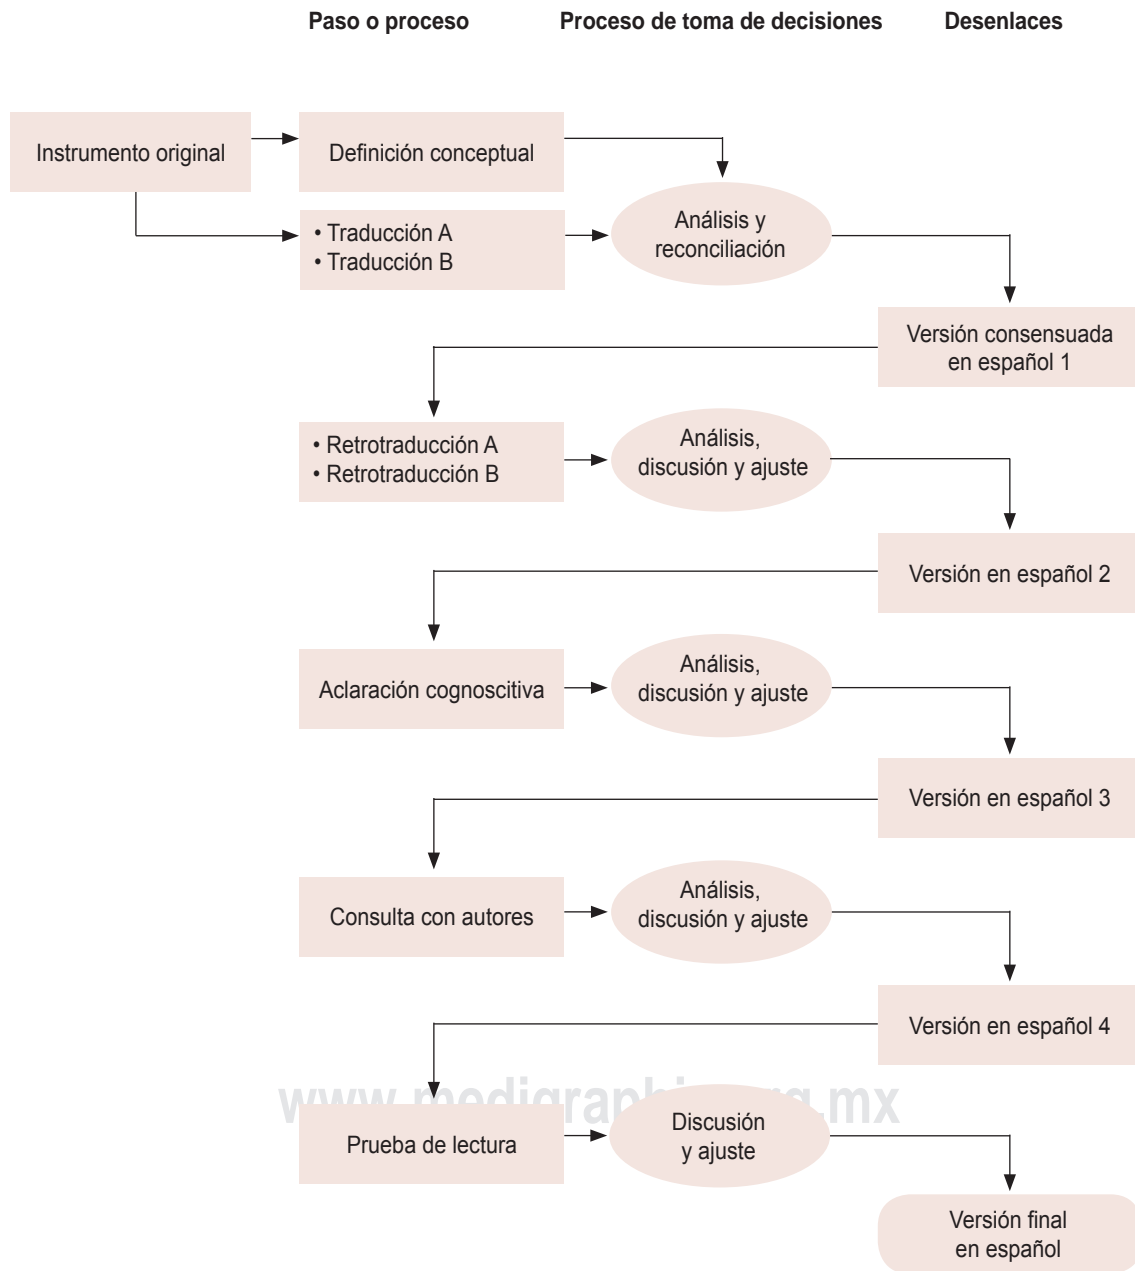 Paso o proceso
Proceso de toma de decisiones
Desenlaces
Instrumento original
Definición conceptual
• Traducción A
• Traducción B
Análisis y
reconciliación
Versión consensuada
en español 1
• Retrotraducción A
• Retrotraducción B
Análisis,
discusión y ajuste
Versión en español 2
Aclaración cognoscitiva
Análisis,
discusión y ajuste
Versión en español 3
Consulta con autores
Análisis,
discusión y ajuste
Versión en español 4
Prueba de lectura
Discusión
y ajuste
Versión final
en español